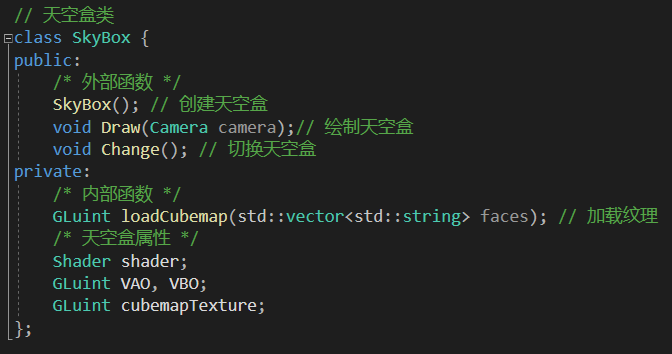 // 天空盒类
class SkyBox {
public:
/* 外部函数 */
SkyBox(); // 创建天空盒
void Draw(Camera camera);// 绘制天空盒
void Change(); // 切换天空盒
private:
/* 内部函数 */
GLuint loadCubemap(std::vector<std::string> faces); // 加载纹理
/* 天空盒属性 */
Shader shader;
GLuint VAO, VBO;
GLuint cubemapTexture;
};